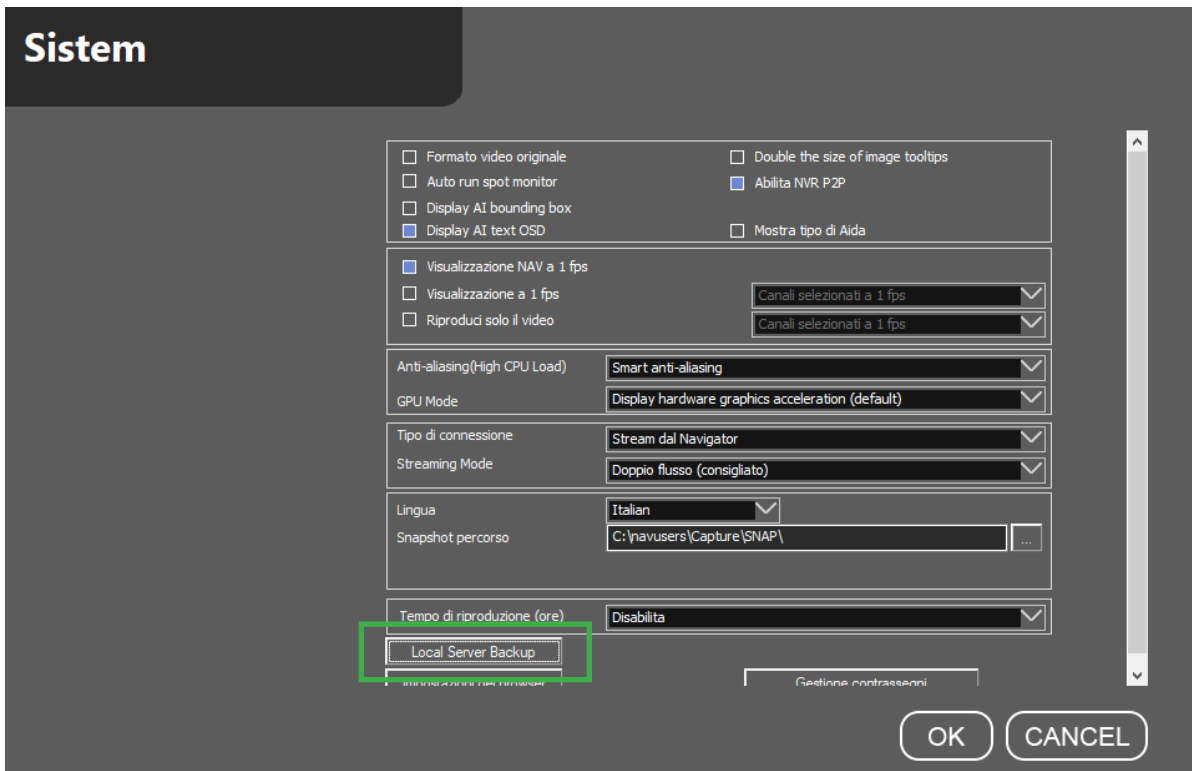 Sistem
Formato video originale
Double the size of image tooltips
Auto run spot monitor
Abilita NVR P2P
Display AI bounding box
Display AI text OSD
Mostra tipo di Aida
Visualizzazione NAV a 1 fps
Visualizzazione a 1 fps
Canali selezionati a 1 fps
Riproduci solo il video
Canali selezionati a 1 fps
Anti-aliasing(High CPU Load)
Smart anti-aliasing
GPU Mode
Display hardware graphics acceleration (default)
Tipo di connessione
Stream dal Navigator
Streaming Mode
Doppio flusso (consigliato)
Lingua
Italian
Snapshot percorso
C:\navusers\Capture\SNAP\
...
Tempo di riproduzione (ore)
Disabilita
Local Server Backup
Impostazioni del browser
Gestione contrassegni
OK
CANCEL